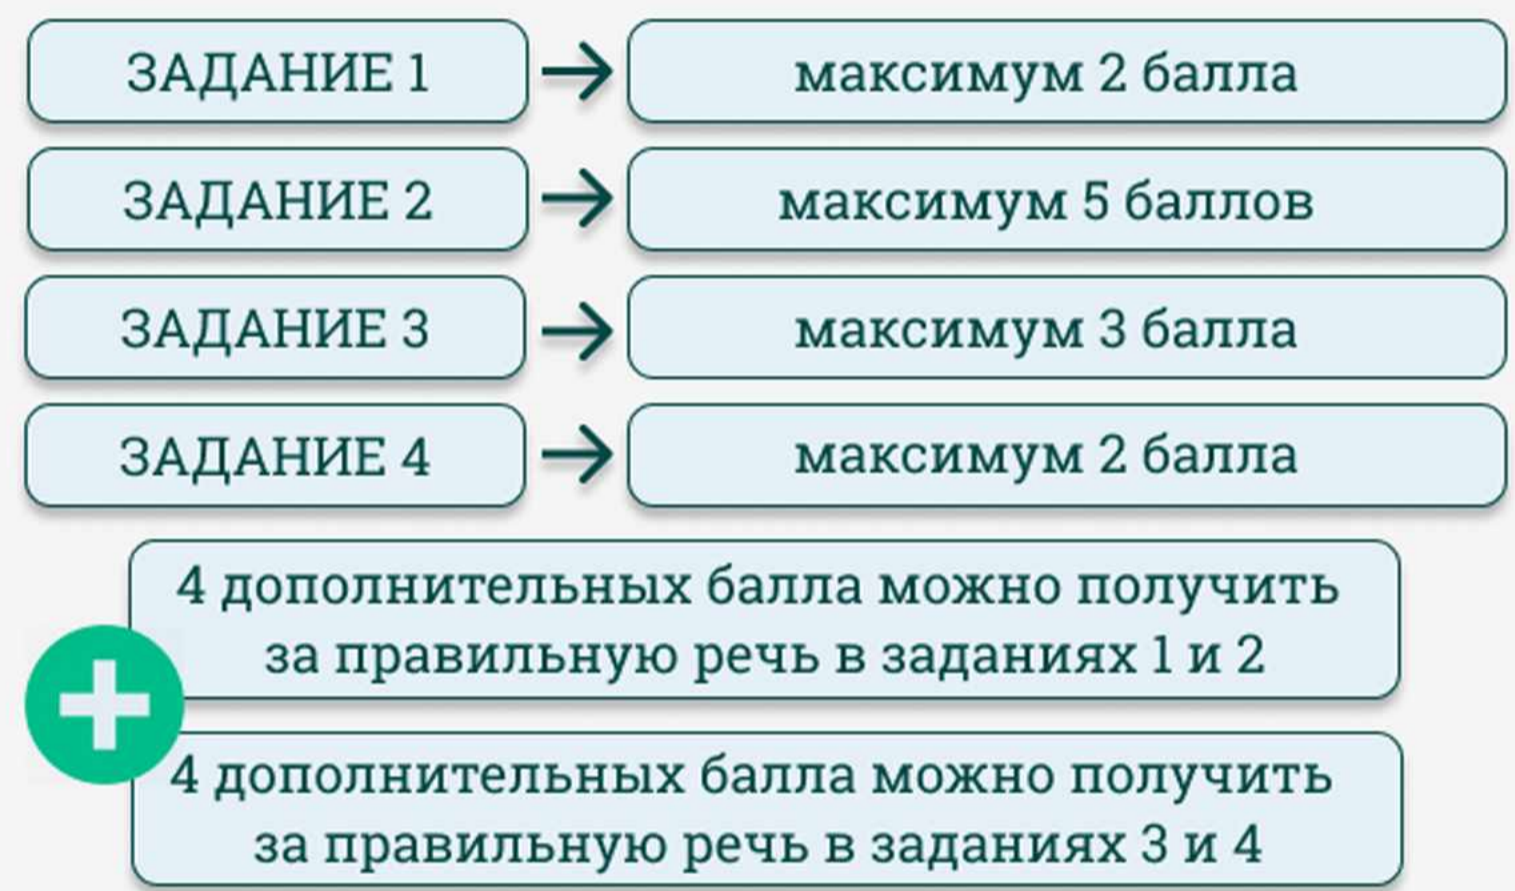 ЗАДАНИЕ 1
максимум 2 балла
ЗАДАНИЕ 2
максимум 5 баллов
ЗАДАНИЕ 3
максимум 3 балла
ЗАДАНИЕ 4
максимум 2 балла
4 дополнительных балла можно получить
за правильную речь в заданиях 1 и 2
4 дополнительных балла можно получить
за правильную речь в заданиях 3 и 4